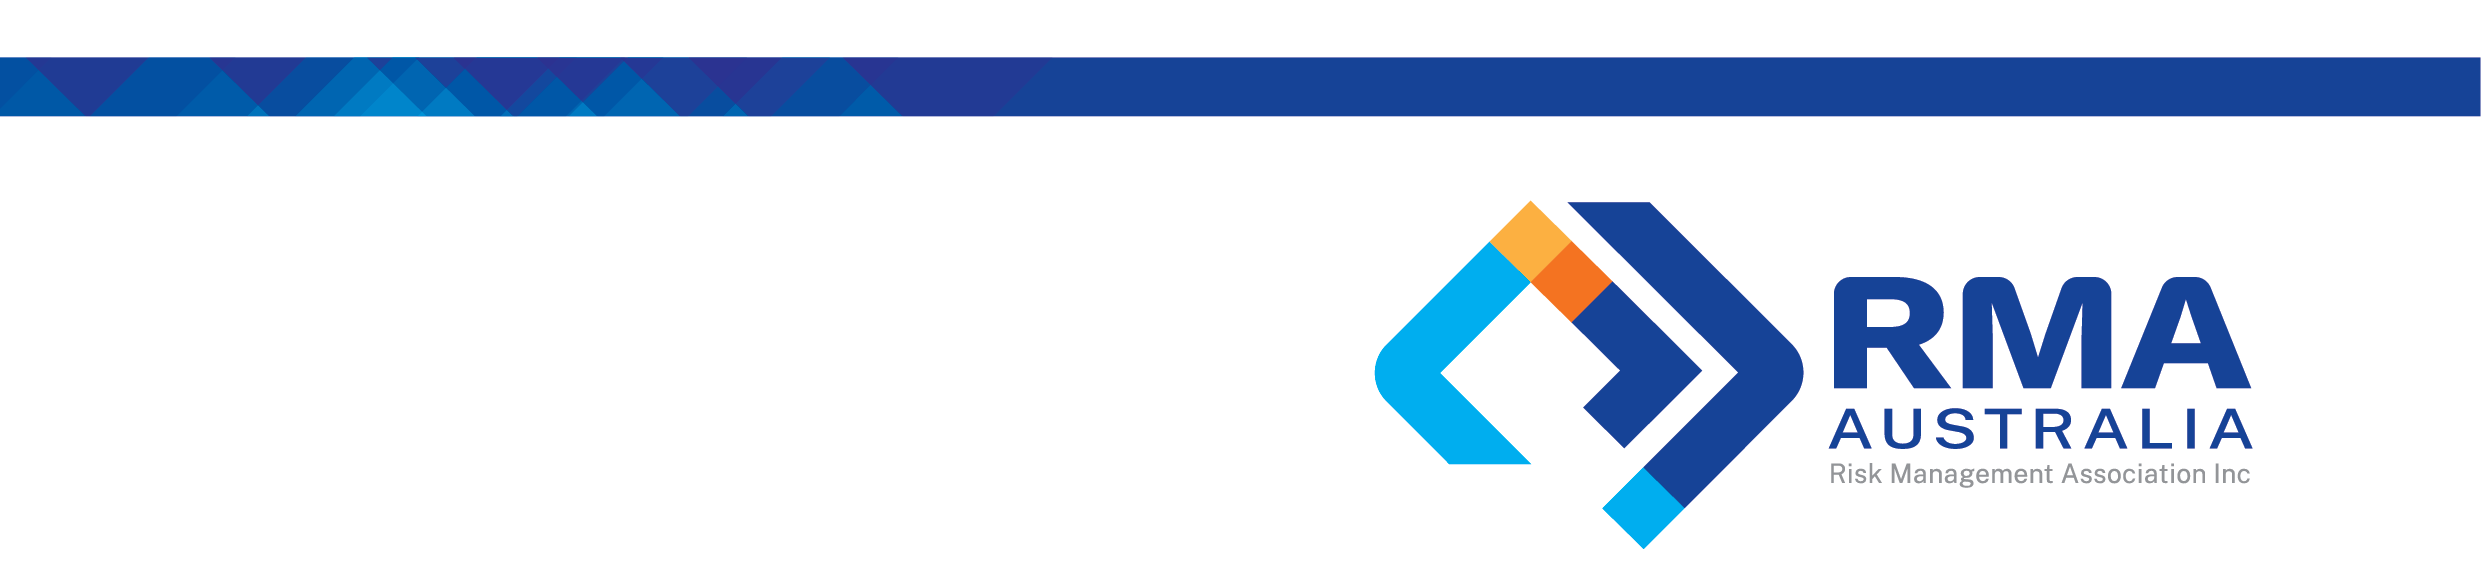 RMA
AUSTRALIA
Risk Management Association Inc